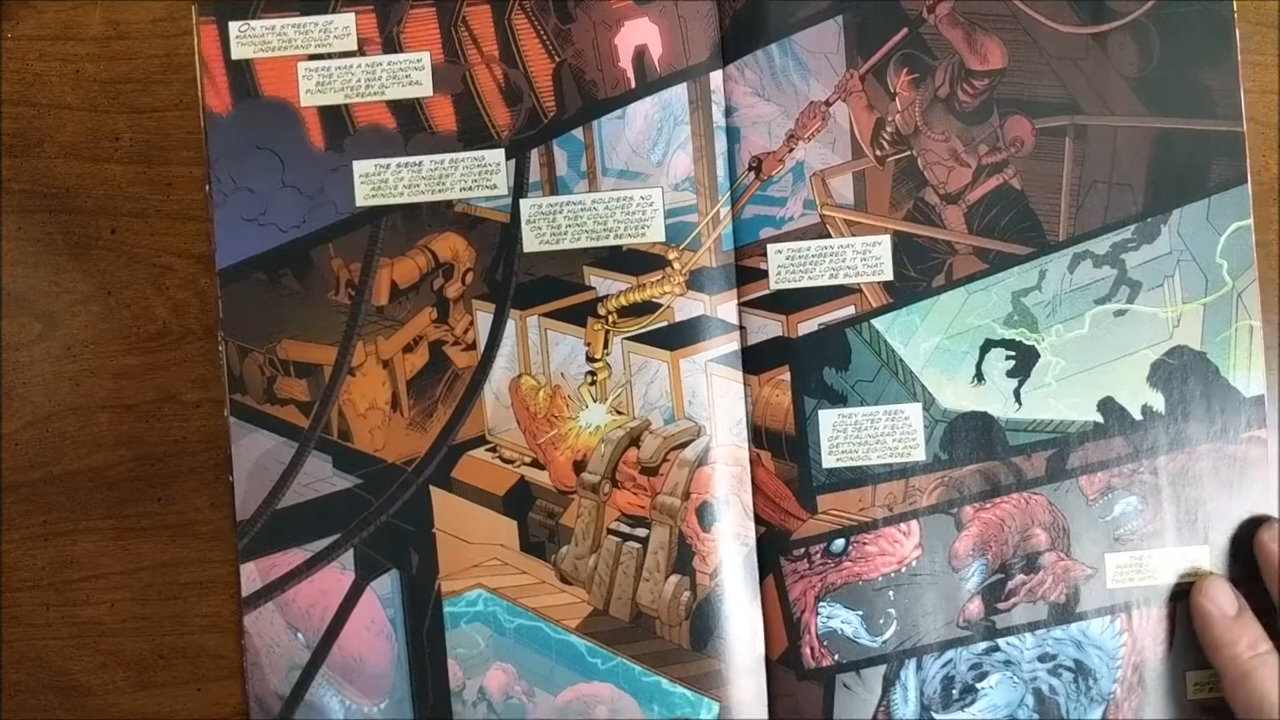 ON THE STREETS OF
MANHATTAN, THEY FELT IT,
THOUGH THEY COULD NOT
UNDERSTAND WHY.
THERE WAS A NEW RHYTHM
TO THE CITY, THE POUNDING
BEAT OF A WAR DRUM,
PUNCTUATED BY GUTTURAL
SCREAMS.
THE SIEGE. THE BEATING
HEART OF THE INFINITE WOMAN'S
HOUSE OF CONQUEST, HOVERED
ABOVE NEW YORK CITY WITH
OMINOUS CONTEMPT. WAITING.
ITS INFERNAL SOLDIERS, NO
LONGER HUMAN, ACHED FOR
BATTLE. THEY COULD TASTE IT
ON THE WIND. THE THOUGHT
OF WAR CONSUMED EVERY
FACET OF THEIR BEINGS.
IN THEIR OWN WAY, THEY
REMEMBERED. THEY
HUNGERED FOR IT WITH
A PAINED LONGING THAT
COULD NOT BE SUBDUED.
THEY HAD BEEN
COLLECTED FROM
THE DEATH FIELDS
OF STALINGRAD AND
GETTYSBURG, FROM
ROMAN LEGIONS AND
MONGOL HORDES.
THEM INTO